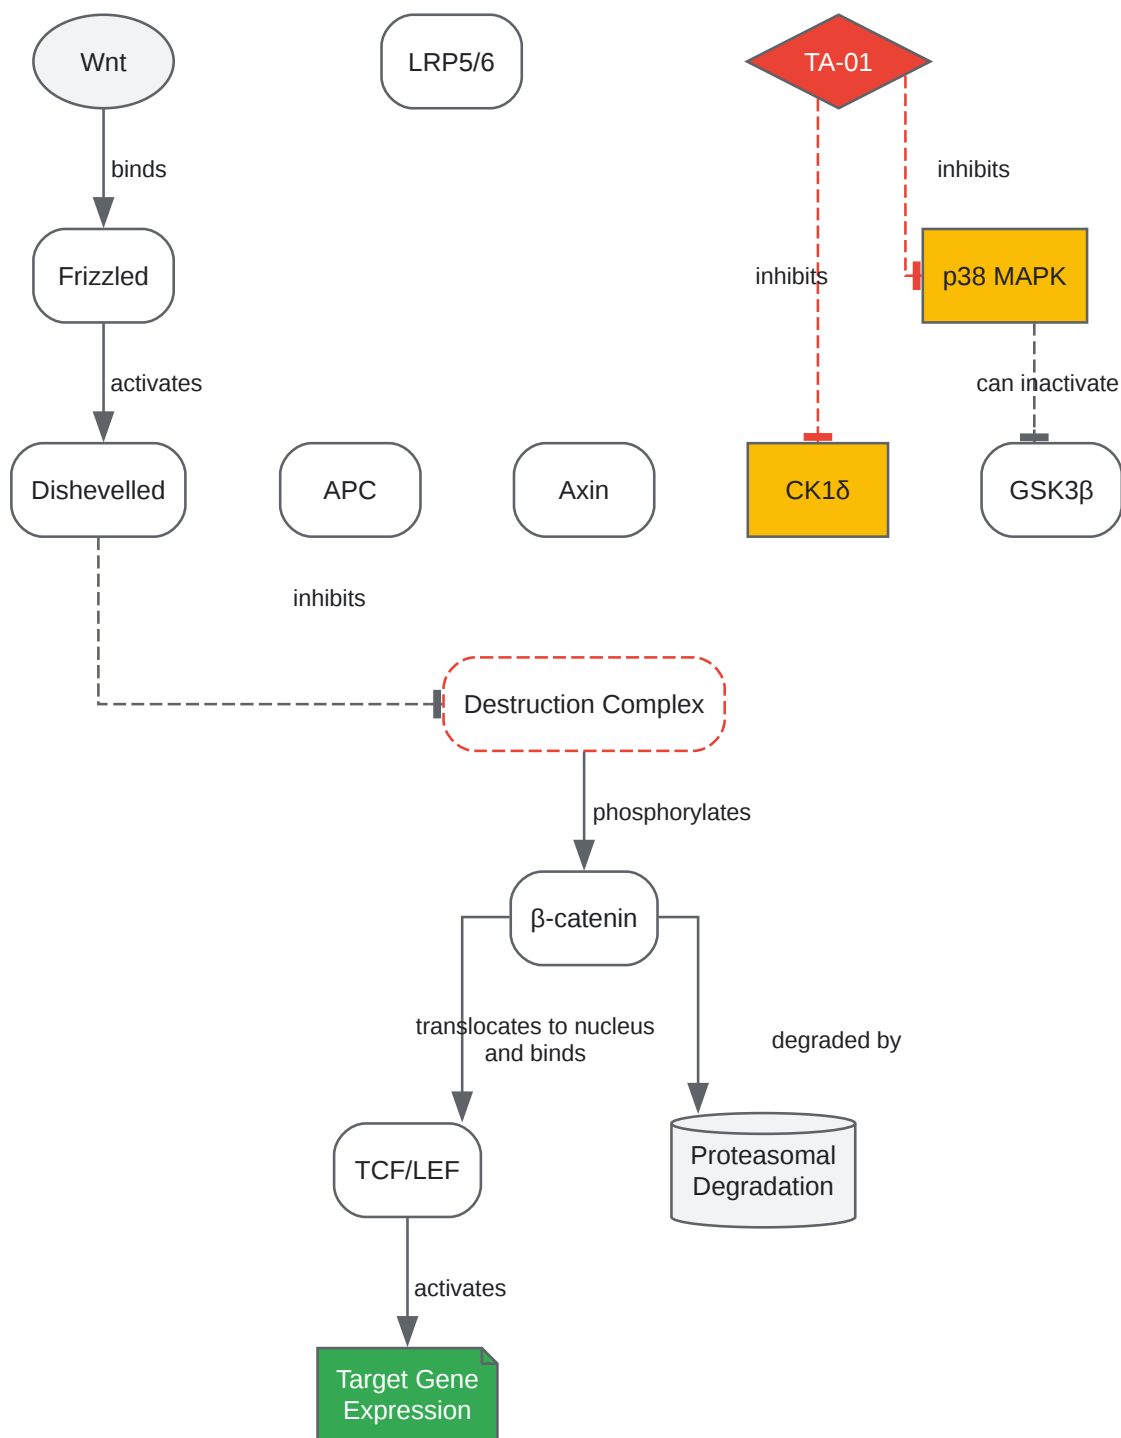 Wnt
LRP5/6
TA-01
binds
inhibits
Frizzled
inhibits
p38 MAPK
activates
can inactivate
Dishevelled
APC
Axin
CK1δ
GSK3β
inhibits
Destruction Complex
phosphorylates
β-catenin
translocates to nucleus
and binds
degraded by
TCF/LEF
Proteasomal
Degradation
activates
Target Gene
Expression